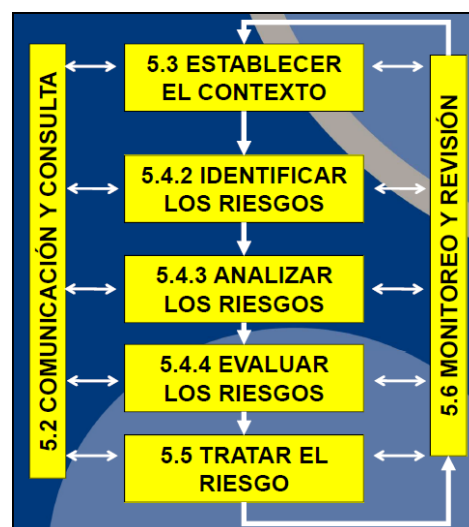 5.3 ESTABLECER
EL CONTEXTO
5.4.2 IDENTIFICAR
LOS RIESGOS
5.4.3 ANALIZAR
LOS RIESGOS
5.4.4 EVALUAR
LOS RIESGOS
5.5 TRATAR EL
RIESGO
5.2 COMUNICACIÓN Y CONSULTA
5.6 MONITOREO Y REVISIÓN